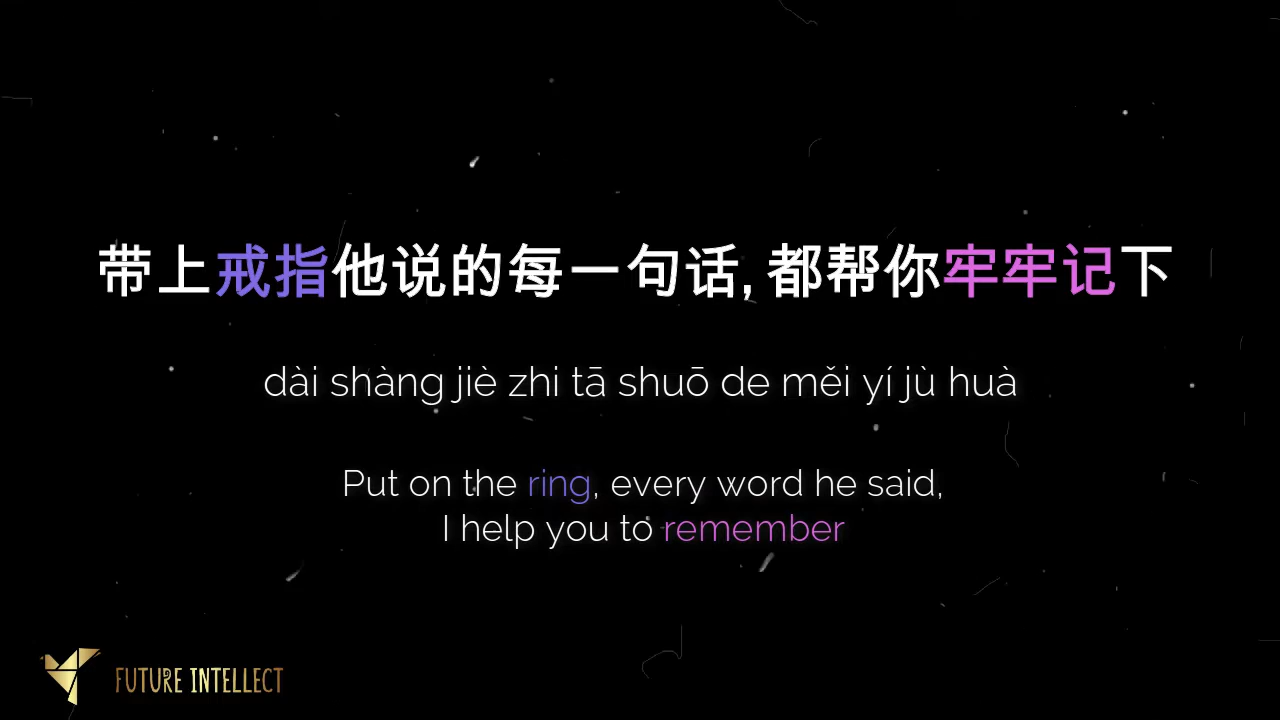 带上戒指他说的每一句话,都帮你牢牢记下
dài shàng jiè zhi tā shuō de měi yí jù huà
Put on the ring, every word he said,
I help you to remember
FUTURE INTELLECT